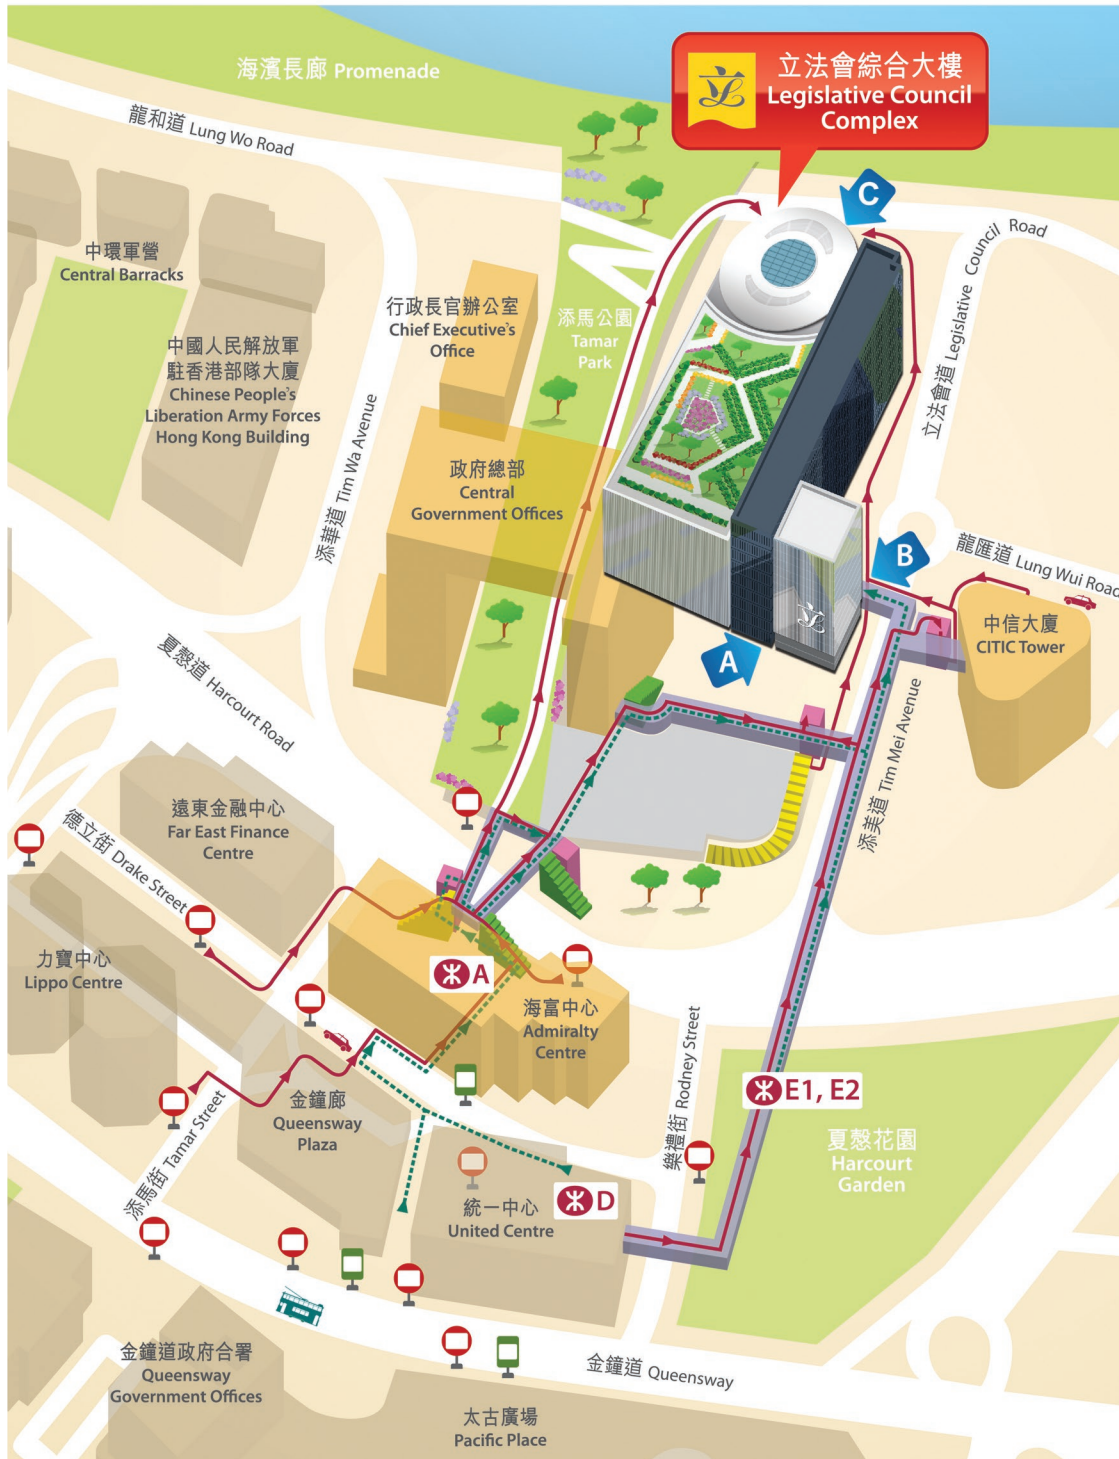 海濱長廊 Promenade
立法會綜合大樓
Legislative Council
Complex
龍和道 Lung Wo Road
C
中環軍營
Central Barracks
行政長官辦公室
Chief Executive's
Office
添馬公園
Tamar
Park
立法會道 Legislative Council Road
中國人民解放軍
駐香港部隊大廈
Chinese People's
Liberation Army Forces
Hong Kong Building
添華道 Tim Wa Avenue
政府總部
Central
Government Offices
B
龍匯道 Lung Wui Road
中信大廈
CITIC Tower
A
夏慤道 Harcourt Road
添美道 Tim Mei Avenue
遠東金融中心
Far East Finance
Centre
德立街 Drake Street
力寶中心
Lippo Centre
A
海富中心
Admiralty
Centre
樂禮街 Rodney Street
E1, E2
金鐘廊
Queensway
Plaza
夏慤花園
Harcourt
Garden
添馬街 Tamar Street
D
統一中心
United Centre
金鐘道政府合署
Queensway
Government Offices
金鐘道 Queensway
太古廣場
Pacific Place